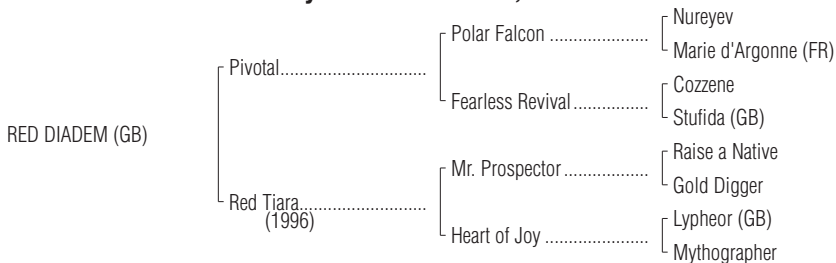 Nureyev
Polar Falcon ......................
Marie d'Argonne (FR)
Pivotal................................
Cozzene
Fearless Revival.................
Stufida (GB)
RED DIADEM (GB)
Raise a Native
Mr. Prospector...................
Gold Digger
Red Tiara...........................
(1996)
Lypheor (GB)
Heart of Joy .......................
Mythographer